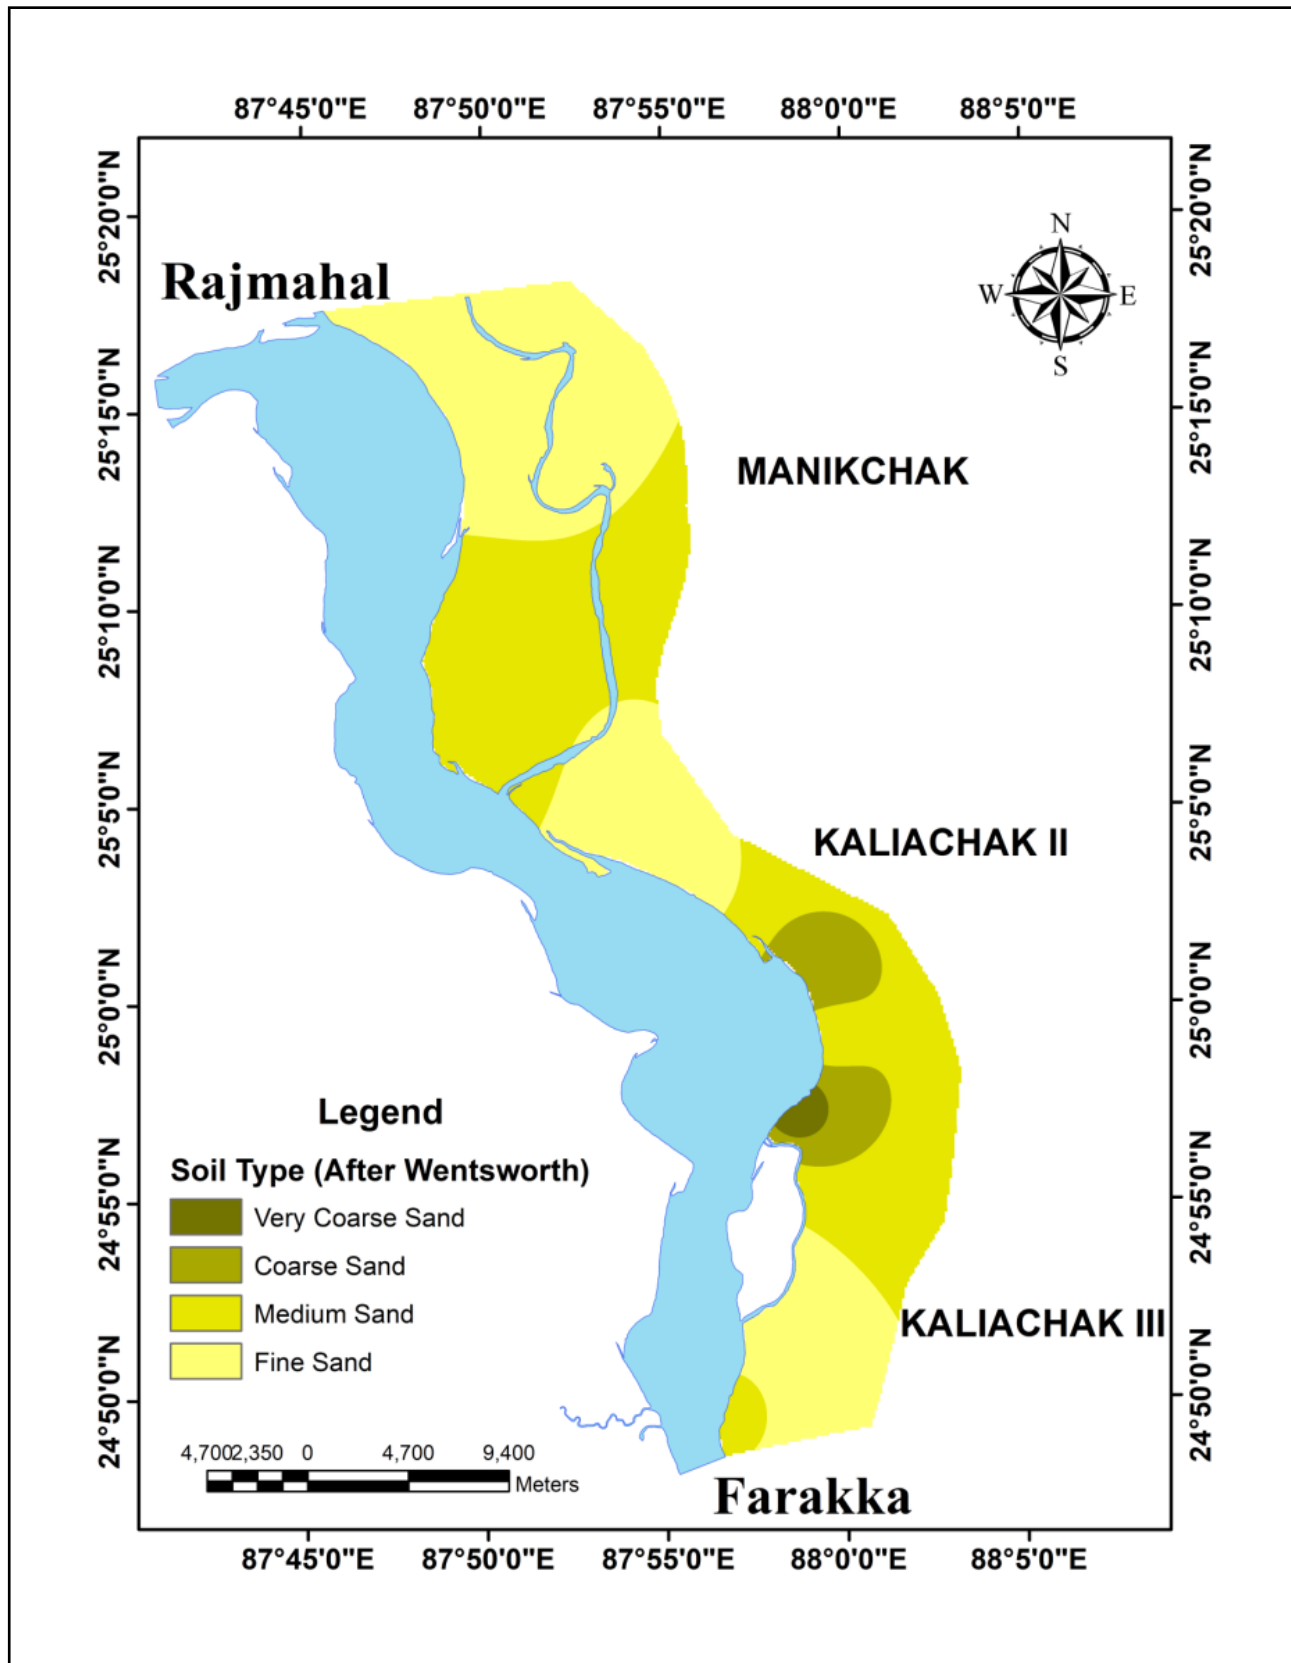 87°45'0"E 87°50'0"E 87°55'0"E 88°0'0"E 88°5'0"E
25°20'0"N 25°20'0"N
N
W E
S
Rajmahal
25°15'0"N 25°15'0"N
MANIKCHAK
25°10'0"N 25°10'0"N
25°5'0"N 25°5'0"N
KALIACHAK II
25°0'0"N 25°0'0"N
Legend
Soil Type (After Wentsworth)
24°55'0"N 24°55'0"N
Very Coarse Sand
Coarse Sand
Medium Sand
KALIACHAK III
Fine Sand
24°50'0"N 24°50'0"N
4,700 2,350 0 4,700 9,400
Meters
Farakka
87°45'0"E 87°50'0"E 87°55'0"E 88°0'0"E 88°5'0"E